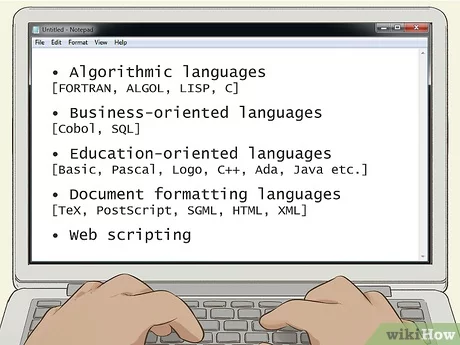 Untitled - Notepad
File Edit Format View Help
• Algorithmic languages
[FORTRAN, ALGOL, LISP, C]
• Business-oriented languages
[Cobol, SQL]
• Education-oriented languages
[Basic, Pascal, Logo, C++, Ada, Java etc.]
• Document formatting languages
[TeX, PostScript, SGML, HTML, XML]
• Web scripting
wikiHow